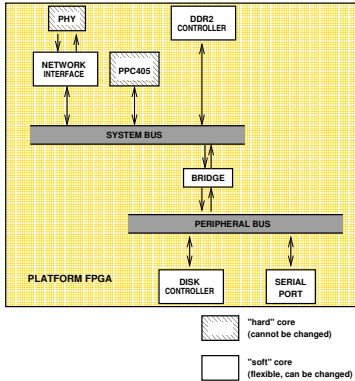 PHY
DDR2
CONTROLLER
NETWORK
INTERFACE
PPC405
SYSTEM BUS
BRIDGE
PERIPHERAL BUS
PLATFORM FPGA
DISK
CONTROLLER
SERIAL
PORT
"hard" core
(cannot be changed)
"soft" core
(flexible, can be changed)